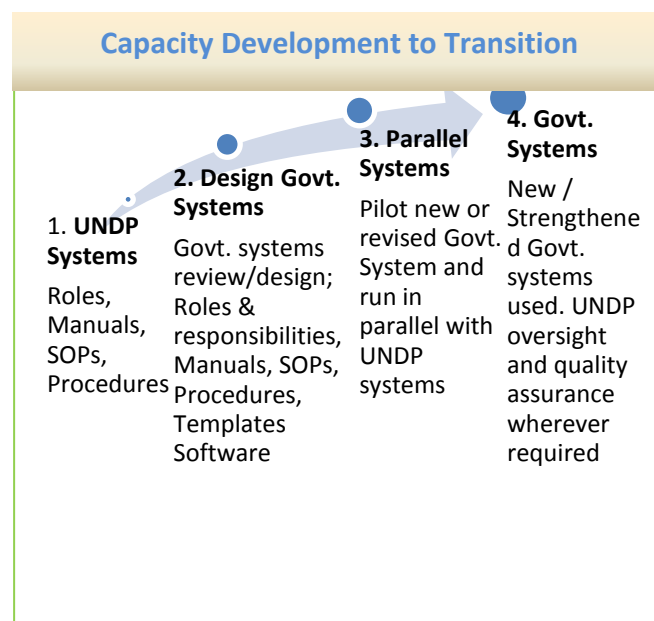 Capacity Development to Transition
1. UNDP
Systems
Roles,
Manuals,
SOPs,
Procedures
2. Design Govt.
Systems
Govt. systems
review/design;
Roles &
responsibilities,
Manuals, SOPs,
Procedures,
Templates
Software
3. Parallel
Systems
Pilot new or
revised Govt.
System and
run in
parallel with
UNDP
systems
4. Govt.
Systems
New /
Strengthene
d Govt.
systems
used. UNDP
oversight
and quality
assurance
wherever
required